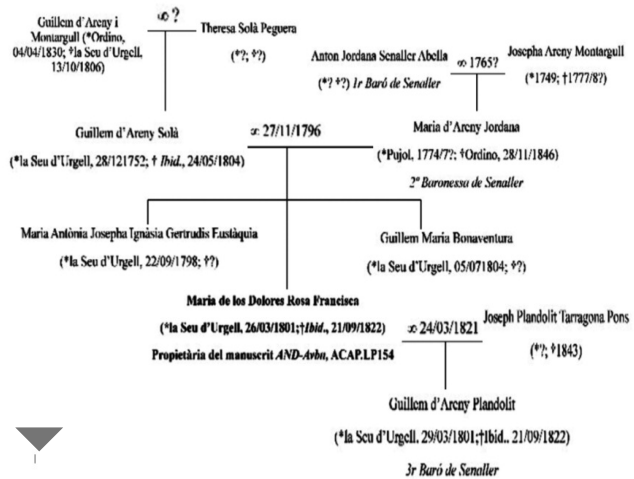 Guillem d'Areny i
Montargull (*Ordino,
04/04/1830; †la Seu d'Urgell,
13/10/1806)
∞?
Theresa Solà Peguera
(*?; †?)
Anton Jordana Senaller Abella
(*? †?) 1r Baró de Senaller
∞ 1765?
Josepha Areny Montargull
(*1749; †1777/8?)
Guillem d'Areny Solà
(*la Seu d'Urgell, 28/121752; † Ibid., 24/05/1804)
∞ 27/11/1796
Maria d'Areny Jordana
(*Pujol, 1774/7?; †Ordino, 28/11/1846)
2ª Baronessa de Senaller
Maria Antònia Josepha Ignàsia Gertrudis Eustàquia
(*la Seu d'Urgell, 22/09/1798; †?)
Guillem Maria Bonaventura
(*la Seu d'Urgell, 05/071804; †?)
Maria de los Dolores Rosa Francisca
(*la Seu d'Urgell, 26/03/1801;†Ibid., 21/09/1822)
Propietària del manuscrit AND-Avba, ACAP.LP154
∞ 24/03/1821
Joseph Plandolit Tarragona Pons
(*?; †1843)
Guillem d'Areny Plandolit
(*la Seu d'Urgell. 29/03/1801;†Ibid.. 21/09/1822)
3r Baró de Senaller